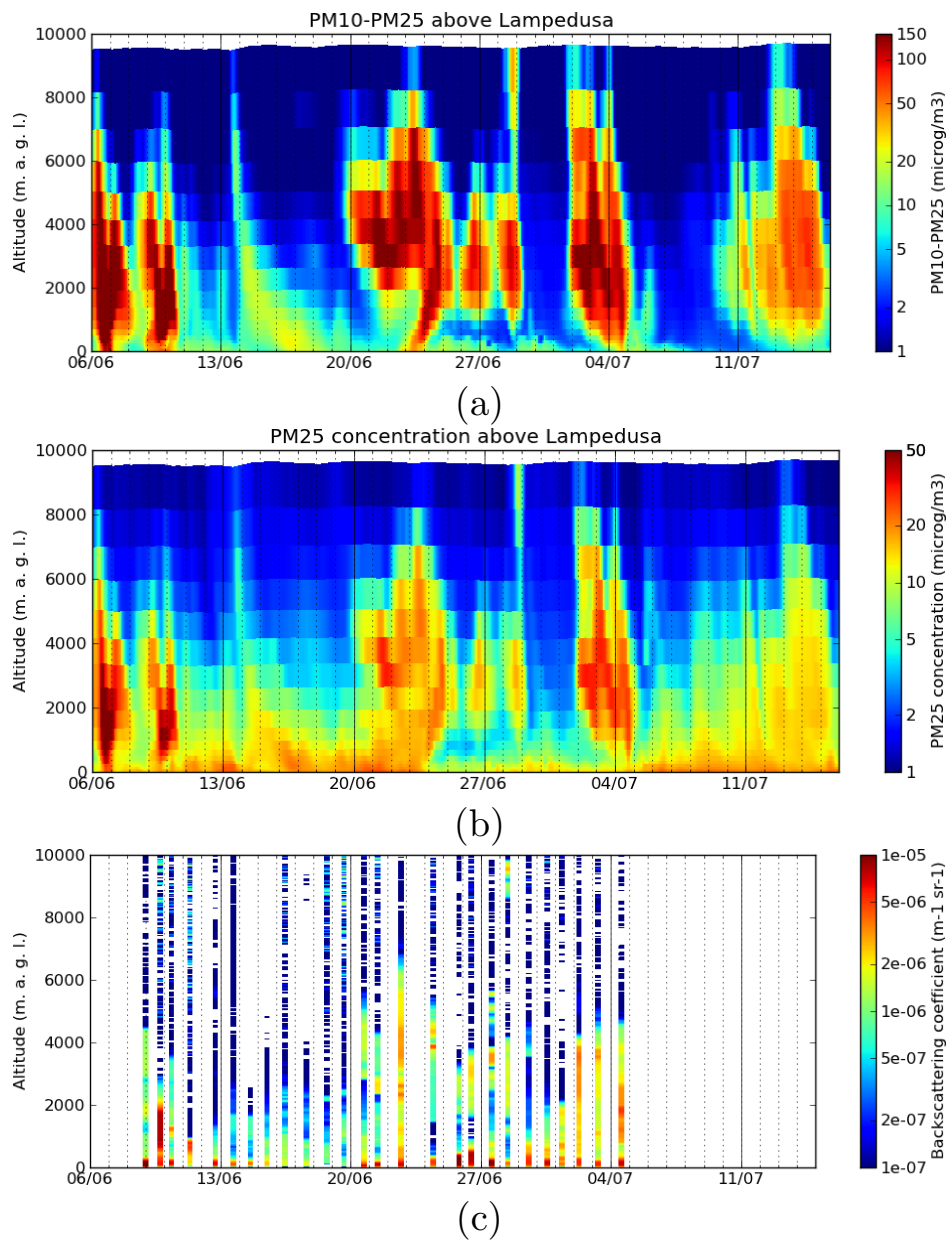 PM10-PM25 above Lampedusa
10000
8000
6000
4000
2000
0
Altitude (m. a. g. l.)
06/06 13/06 20/06 27/06 04/07 11/07
150
100
50
20
10
5
2
1
PM10-PM25 (microg/m3)
(a)
PM25 concentration above Lampedusa
10000
8000
6000
4000
2000
0
Altitude (m. a. g. l.)
06/06 13/06 20/06 27/06 04/07 11/07
50
20
10
5
2
1
PM25 concentration (microg/m3)
(b)
10000
8000
6000
4000
2000
0
Altitude (m. a. g. l.)
06/06 13/06 20/06 27/06 04/07 11/07
1e-05
5e-06
2e-06
1e-06
5e-07
2e-07
1e-07
Backscattering coefficient (m-1 sr-1)
(c)